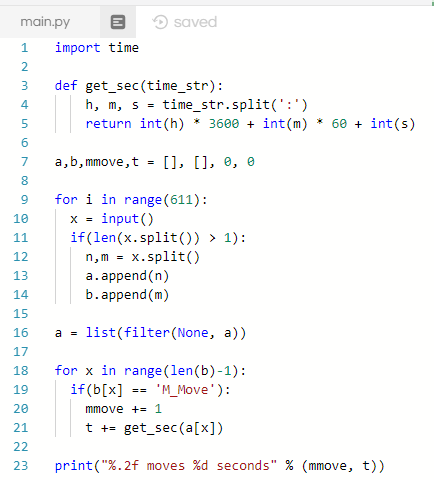 main.py saved
1 import time
2
3 def get_sec(time_str):
4     h, m, s = time_str.split(':')
5     return int(h) * 3600 + int(m) * 60 + int(s)
6
7 a,b,mmove,t = [], [], 0, 0
8
9 for i in range(611):
10   x = input()
11   if(len(x.split()) > 1):
12     n,m = x.split()
13     a.append(n)
14     b.append(m)
15
16 a = list(filter(None, a))
17
18 for x in range(len(b)-1):
19   if(b[x] == 'M_Move'):
20     mmove += 1
21     t += get_sec(a[x])
22
23 print("%.2f moves %d seconds" % (mmove, t))